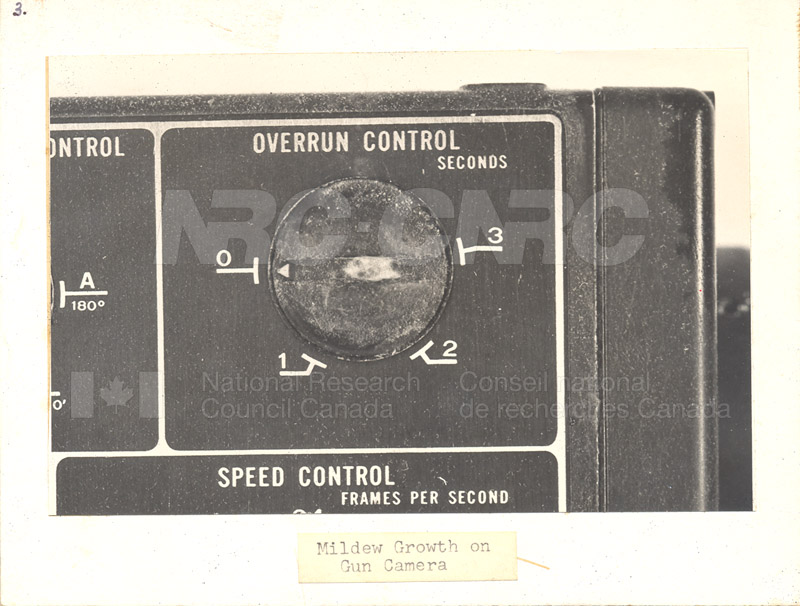 3.
ONTROL
OVERRUN CONTROL
SECONDS
NRC·CNRC
0
3
A
180°
1
2
National Research
Council Canada
Conseil national
de recherches Canada
0'
SPEED CONTROL
FRAMES PER SECOND
Mildew Growth on
Gun Camera